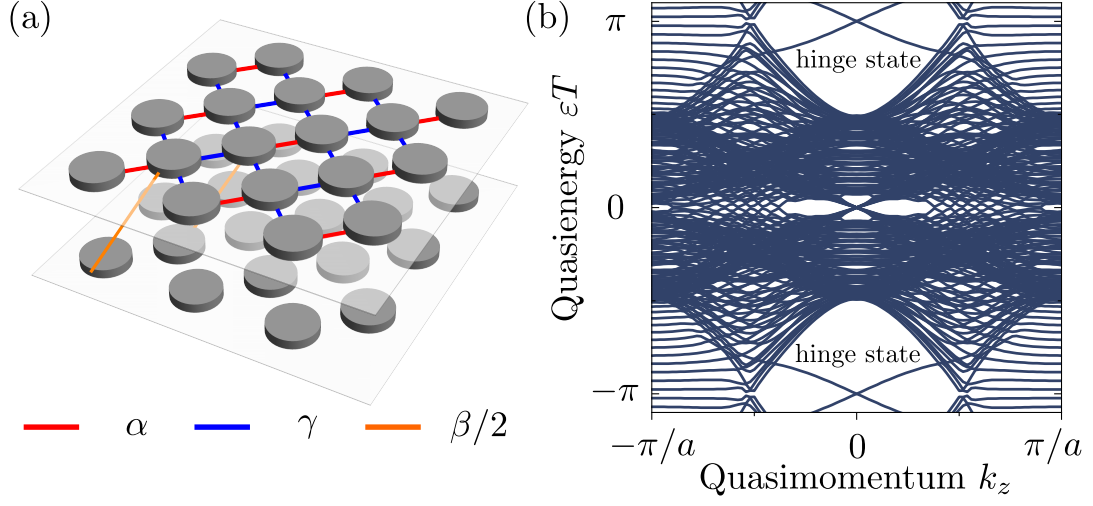 (a)
α
γ
β/2
(b)
Quasienergy εT
π
0
−π
hinge state
hinge state
−π/a
0
π/a
Quasimomentum k_z